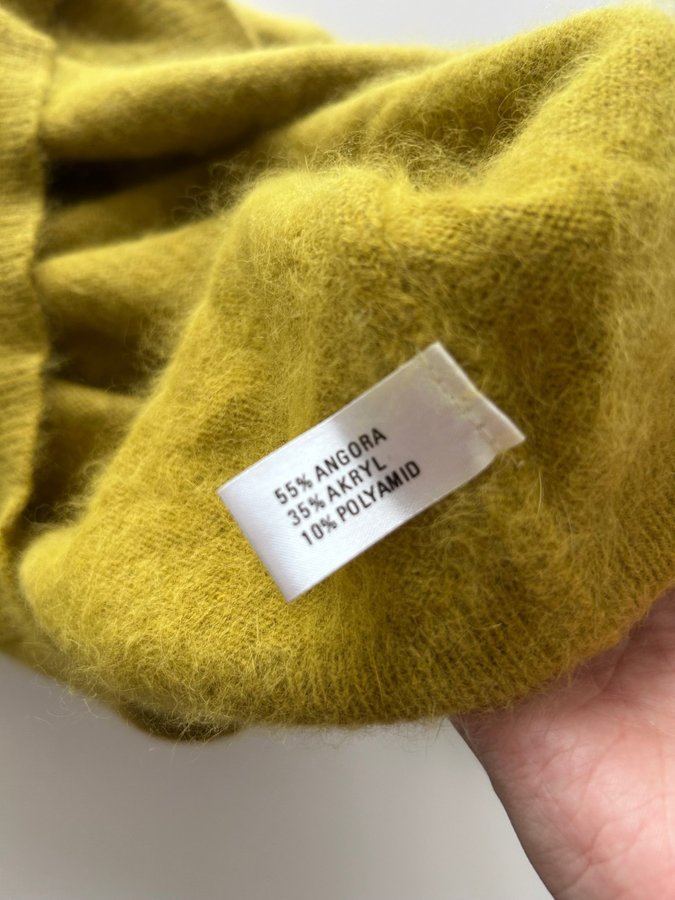 55% ANGORA
35% AKRYL
10% POLYAMID